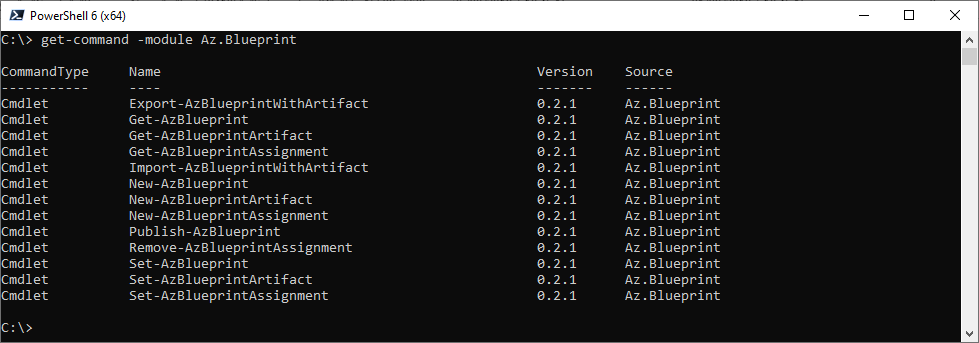 PowerShell 6 (x64)
C:\> get-command -module Az.Blueprint
CommandType     Name                                               Version    Source
-----------     ----                                               -------    ------
Cmdlet          Export-AzBlueprintWithArtifact                     0.2.1      Az.Blueprint
Cmdlet          Get-AzBlueprint                                    0.2.1      Az.Blueprint
Cmdlet          Get-AzBlueprintArtifact                            0.2.1      Az.Blueprint
Cmdlet          Get-AzBlueprintAssignment                          0.2.1      Az.Blueprint
Cmdlet          Import-AzBlueprintWithArtifact                     0.2.1      Az.Blueprint
Cmdlet          New-AzBlueprint                                    0.2.1      Az.Blueprint
Cmdlet          New-AzBlueprintArtifact                            0.2.1      Az.Blueprint
Cmdlet          New-AzBlueprintAssignment                          0.2.1      Az.Blueprint
Cmdlet          Publish-AzBlueprint                                0.2.1      Az.Blueprint
Cmdlet          Remove-AzBlueprintAssignment                       0.2.1      Az.Blueprint
Cmdlet          Set-AzBlueprint                                    0.2.1      Az.Blueprint
Cmdlet          Set-AzBlueprintArtifact                            0.2.1      Az.Blueprint
Cmdlet          Set-AzBlueprintAssignment                          0.2.1      Az.Blueprint
C:\>